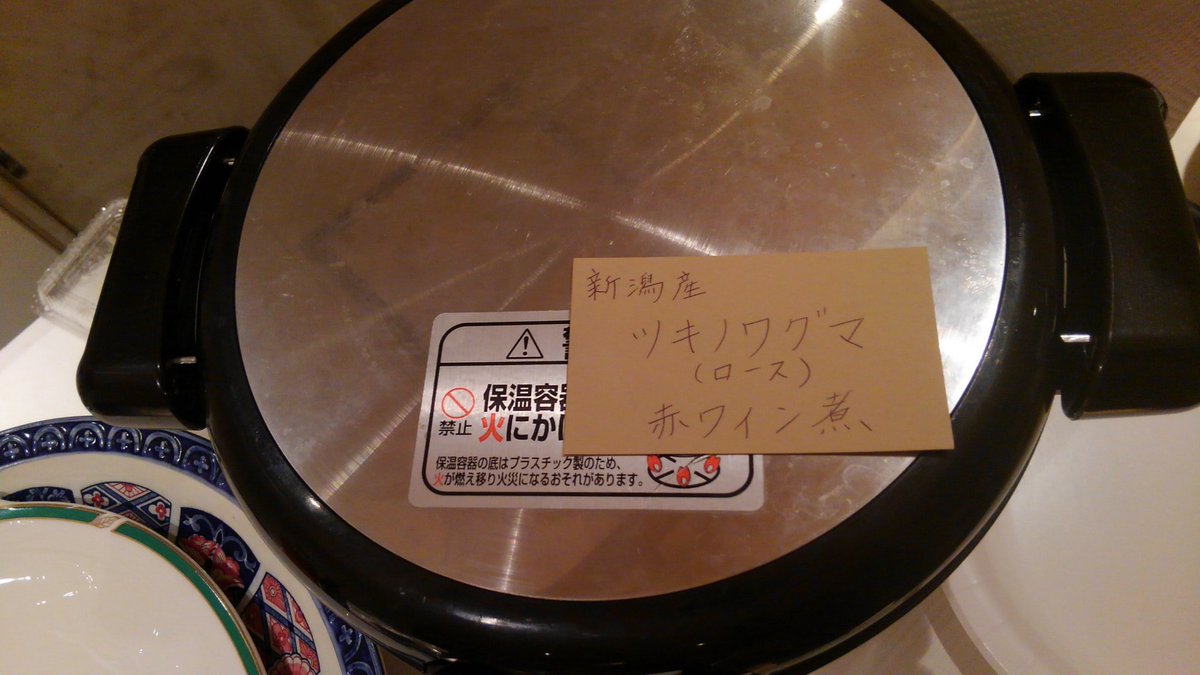 新潟産
ツキノワグマ
(ロース)
赤ワイン煮
保温容器
禁止
火にか
保温容器の底はプラスチック製のため、
火が燃え移り火災になるおそれがあります。